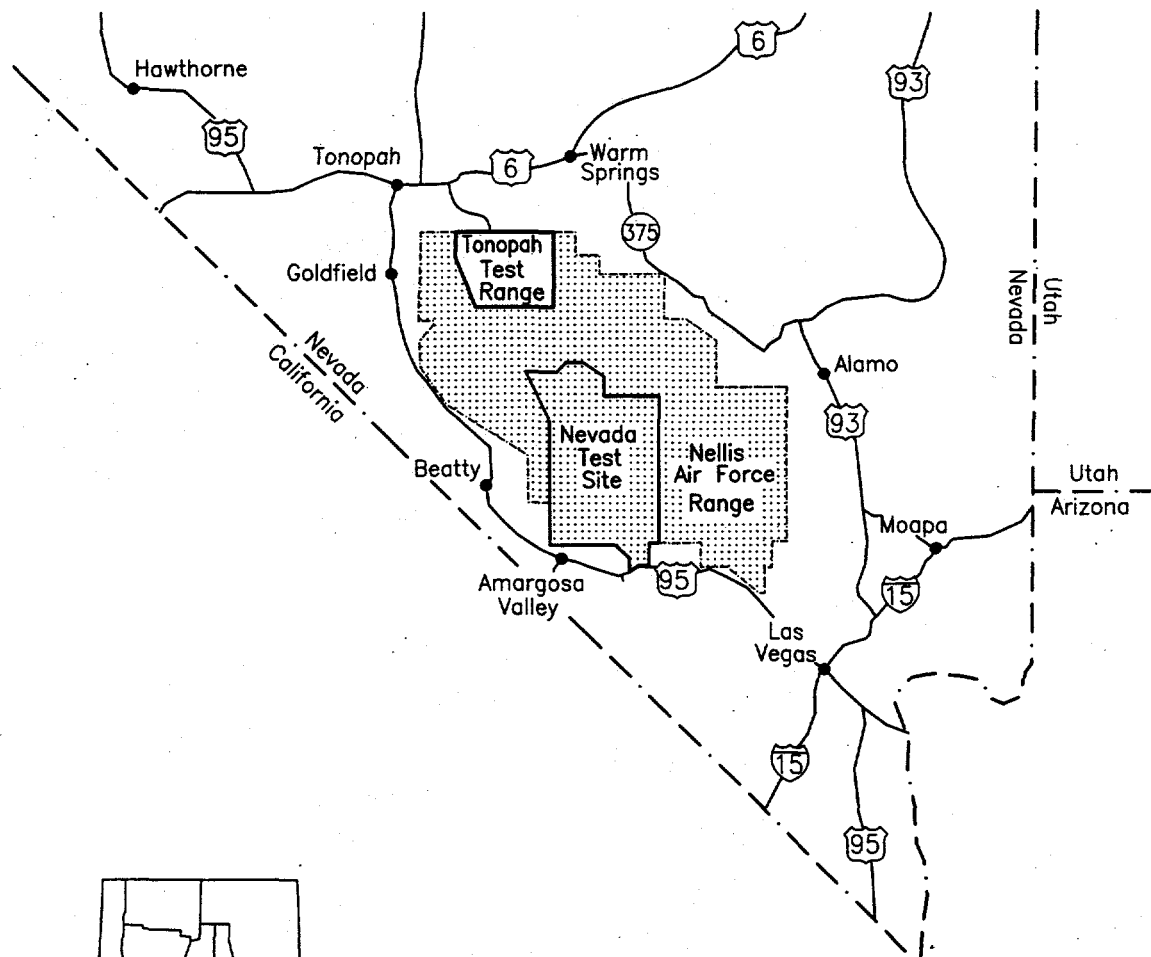 6
93
Hawthorne
95
Tonopah
6
Warm
Springs
375
Tonopah
Test
Range
Goldfield
Utah
Nevada
Nevada
California
Alamo
93
Nevada
Test
Site
Nellis
Air Force
Range
Beatty
Utah
Arizona
Moapa
95
Amargosa
Valley
15
Las
Vegas
15
95